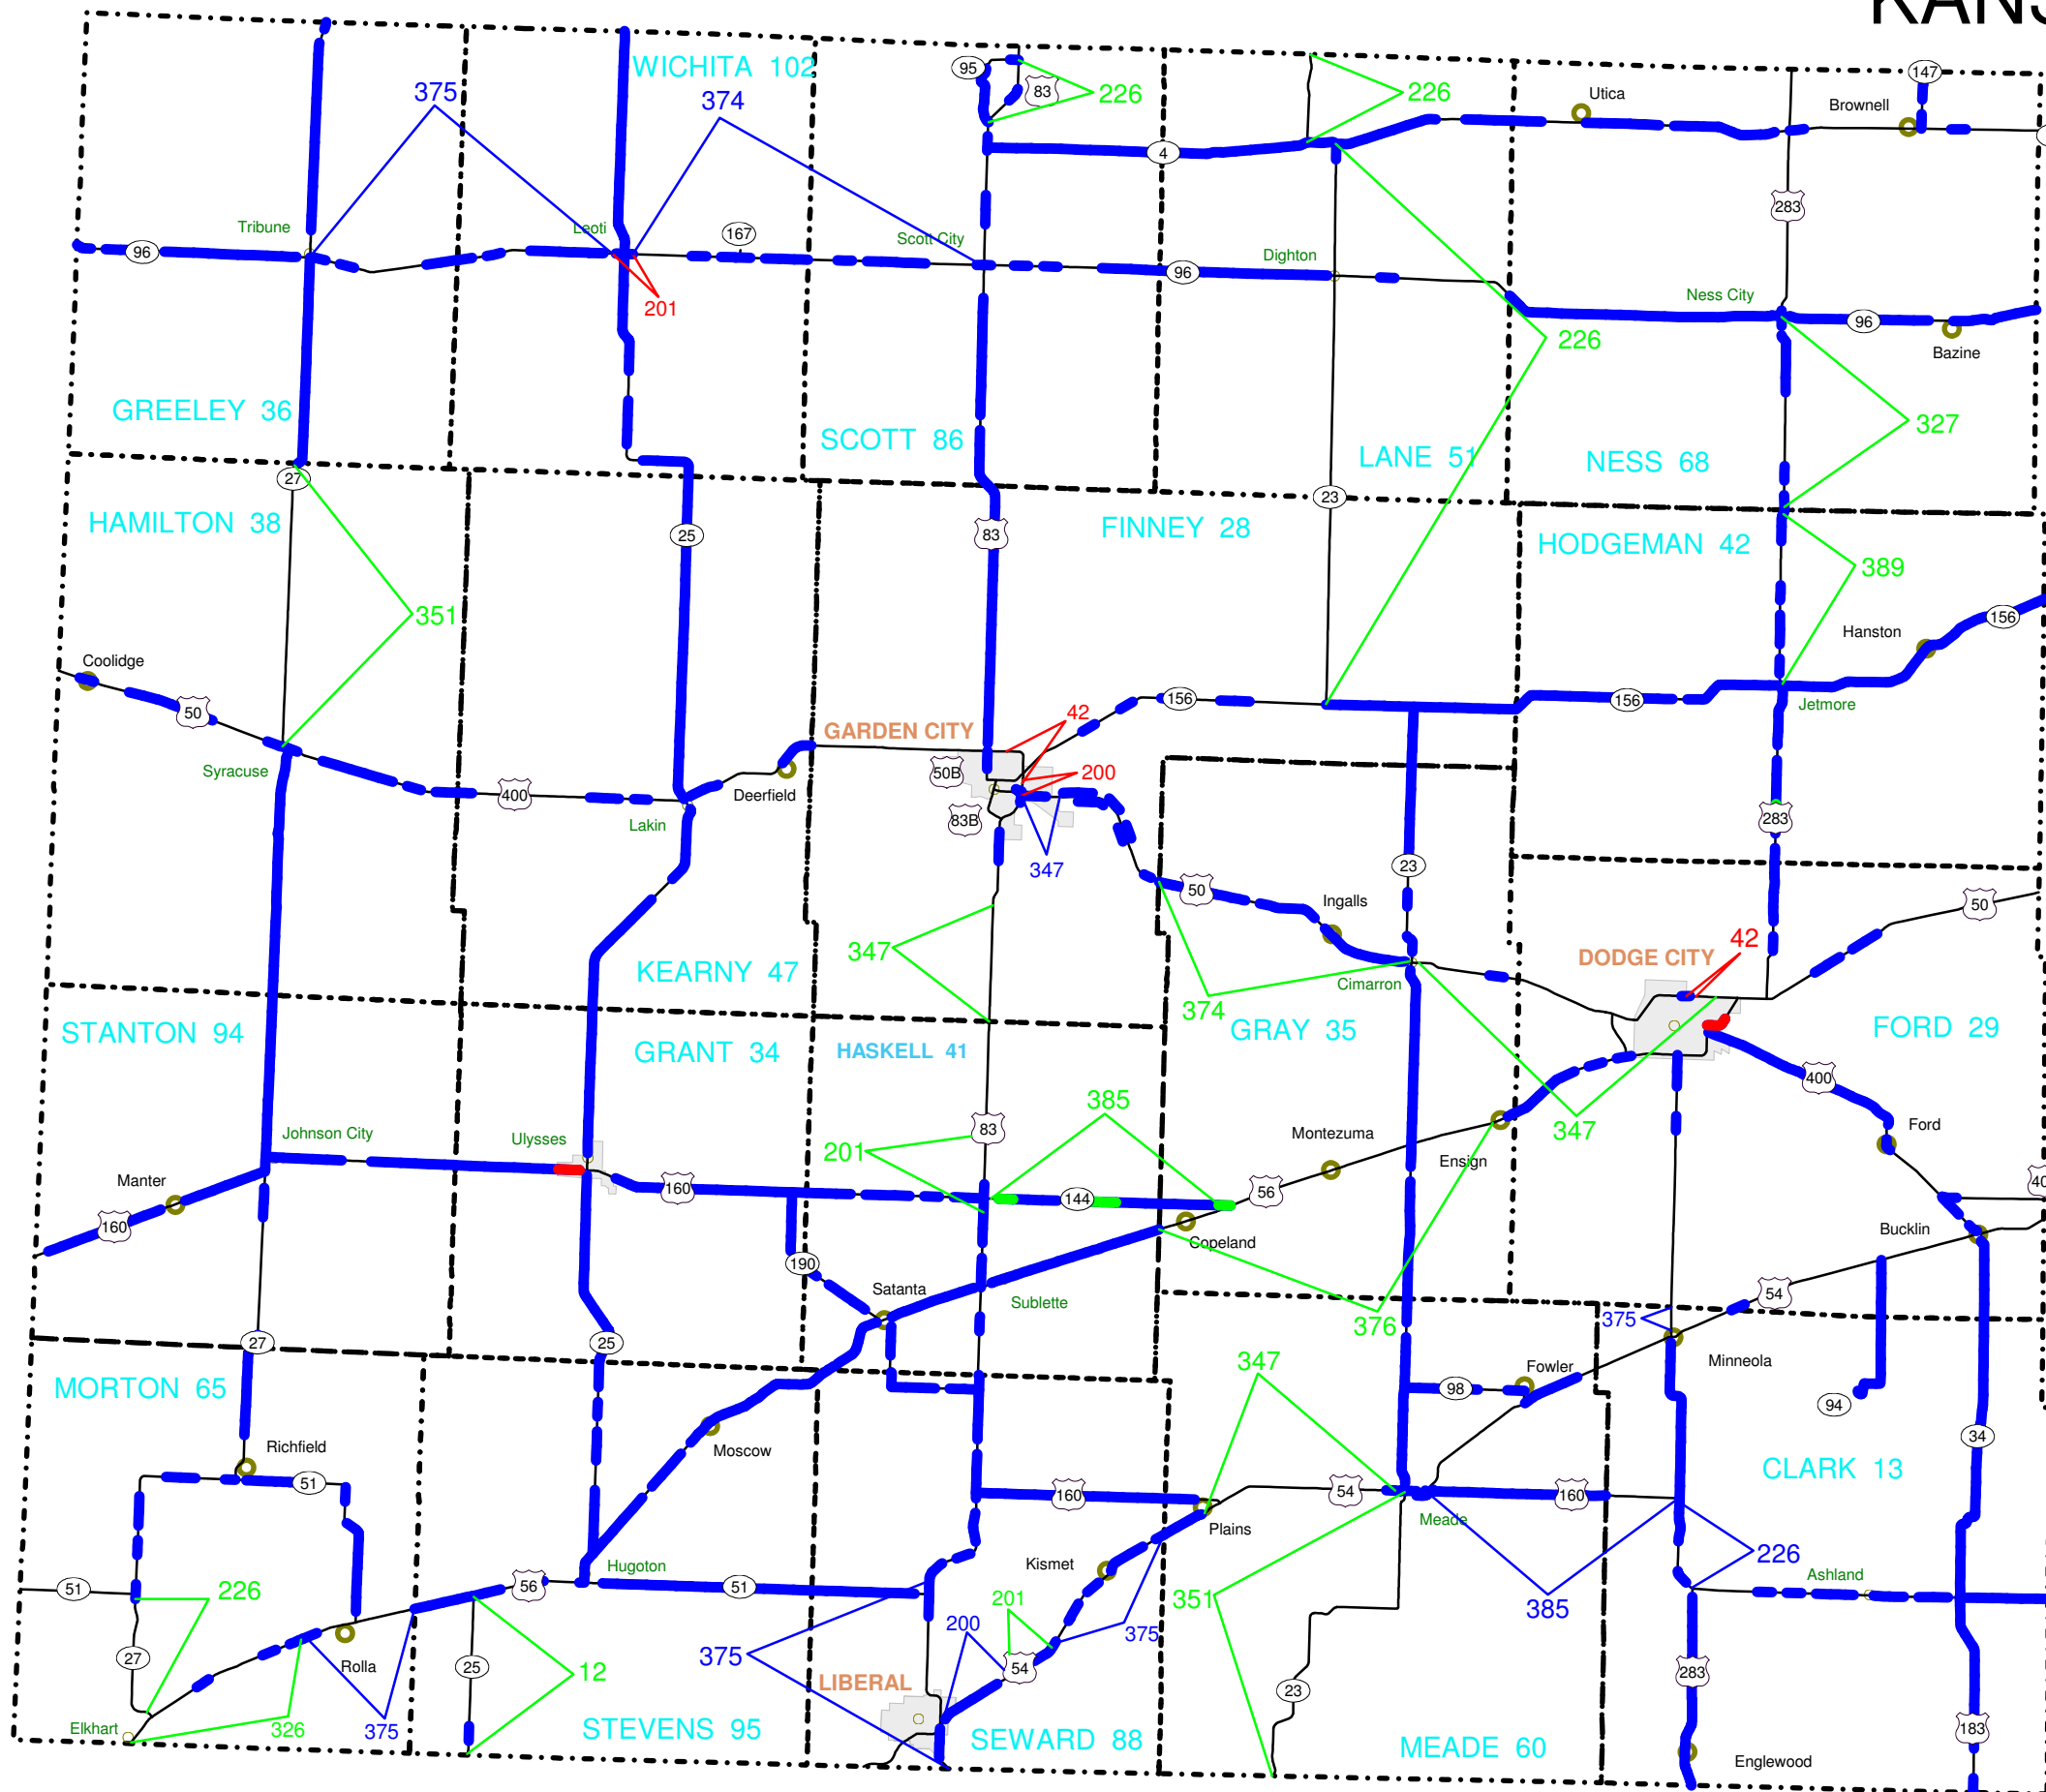 KANS
WICHITA 102
95
83
226
226
147
Utica
Brownell
375
374
4
283
Tribune
Leoti
167
Scott City
96
Dighton
96
Ness City
96
Bazine
201
226
GREELEY 36
SCOTT 86
LANE 51
NESS 68
327
27
23
HAMILTON 38
25
83
FINNEY 28
HODGEMAN 42
389
351
Hanston
156
Coolidge
50
156
156
Jetmore
42
GARDEN CITY
50B
200
Syracuse
400
Deerfield
Lakin
83B
283
347
23
50
Ingalls
50
347
DODGE CITY
42
KEARNY 47
Cimarron
374
STANTON 94
GRANT 34
HASKELL 41
GRAY 35
FORD 29
400
385
Johnson City
Ulysses
83
201
Montezuma
347
Ensign
Ford
Manter
160
160
144
56
40
Copeland
Bucklin
190
Satanta
Sublette
54
376
375
27
25
Minneola
MORTON 65
347
98
Fowler
94
Richfield
Moscow
51
34
CLARK 13
160
54
160
Plains
Meade
226
Kismet
Hugoton
51
56
51
226
201
351
385
Ashland
200
375
27
Rolla
25
12
375
54
LIBERAL
23
283
Elkhart
326
375
STEVENS 95
SEWARD 88
MEADE 60
183
Englewood